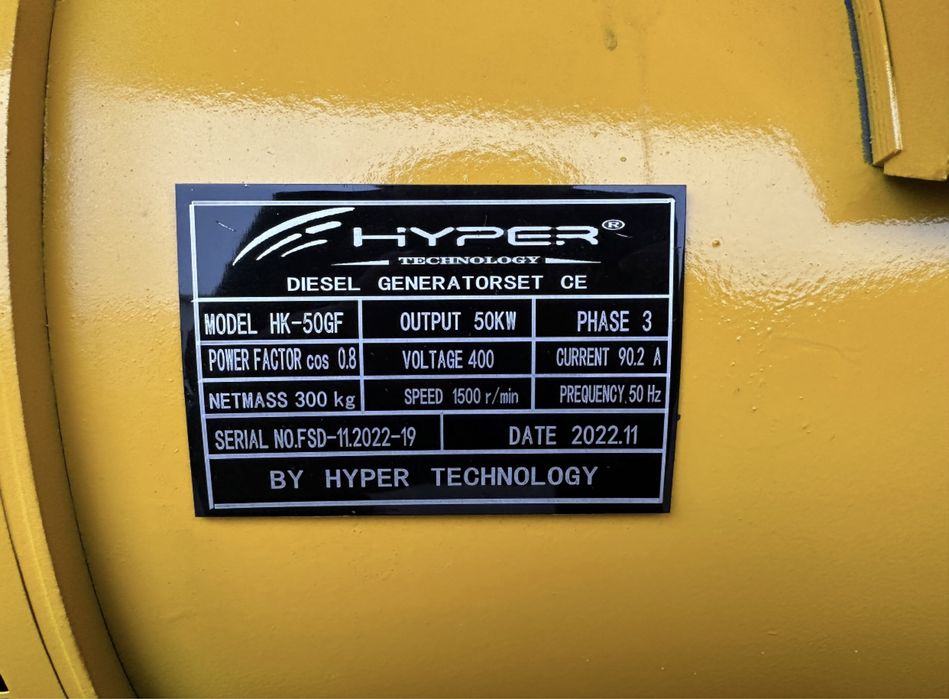 HYPER®
TECHNOLOGY
DIESEL GENERATORSET CE
MODEL HK-50GF OUTPUT 50KW PHASE 3
POWER FACTOR cos 0.8 VOLTAGE 400 CURRENT 90.2 A
NETMASS 300 kg SPEED 1500 r/min PREQUENCY.50 Hz
SERIAL NO.FSD-11.2022-19 DATE 2022.11
BY HYPER TECHNOLOGY